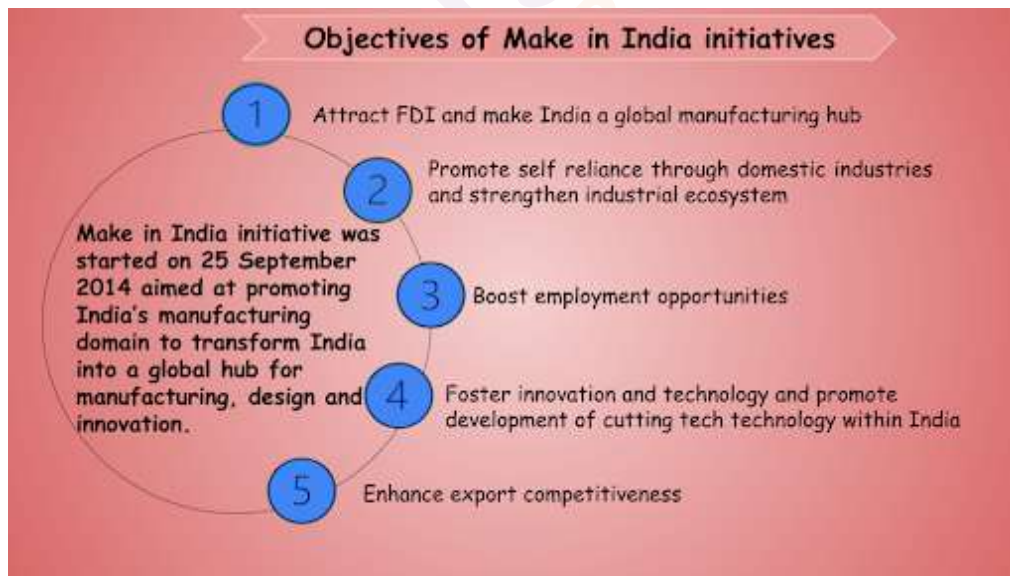 Objectives of Make in India initiatives
1
Attract FDI and make India a global manufacturing hub
2
Promote self reliance through domestic industries
and strengthen industrial ecosystem
Make in India initiative was
started on 25 September
2014 aimed at promoting
India's manufacturing
domain to transform India
into a global hub for
manufacturing, design and
innovation.
3
Boost employment opportunities
4
Foster innovation and technology and promote
development of cutting tech technology within India
5
Enhance export competitiveness